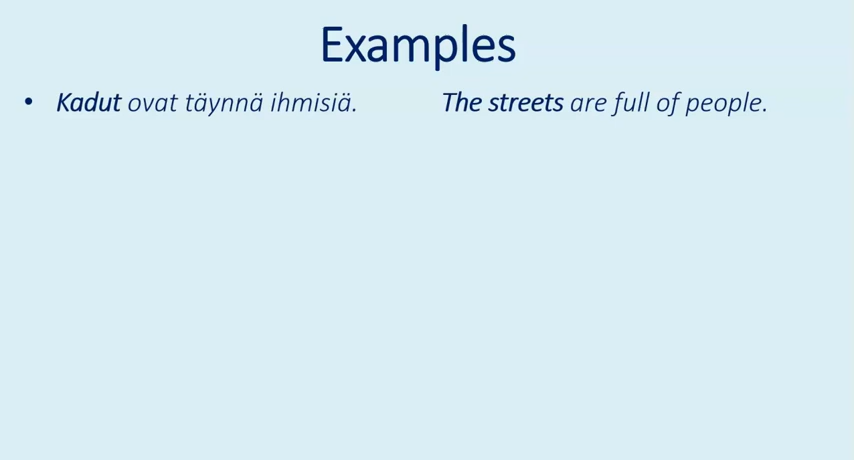 Examples
• Kadut ovat täynnä ihmisiä. The streets are full of people.